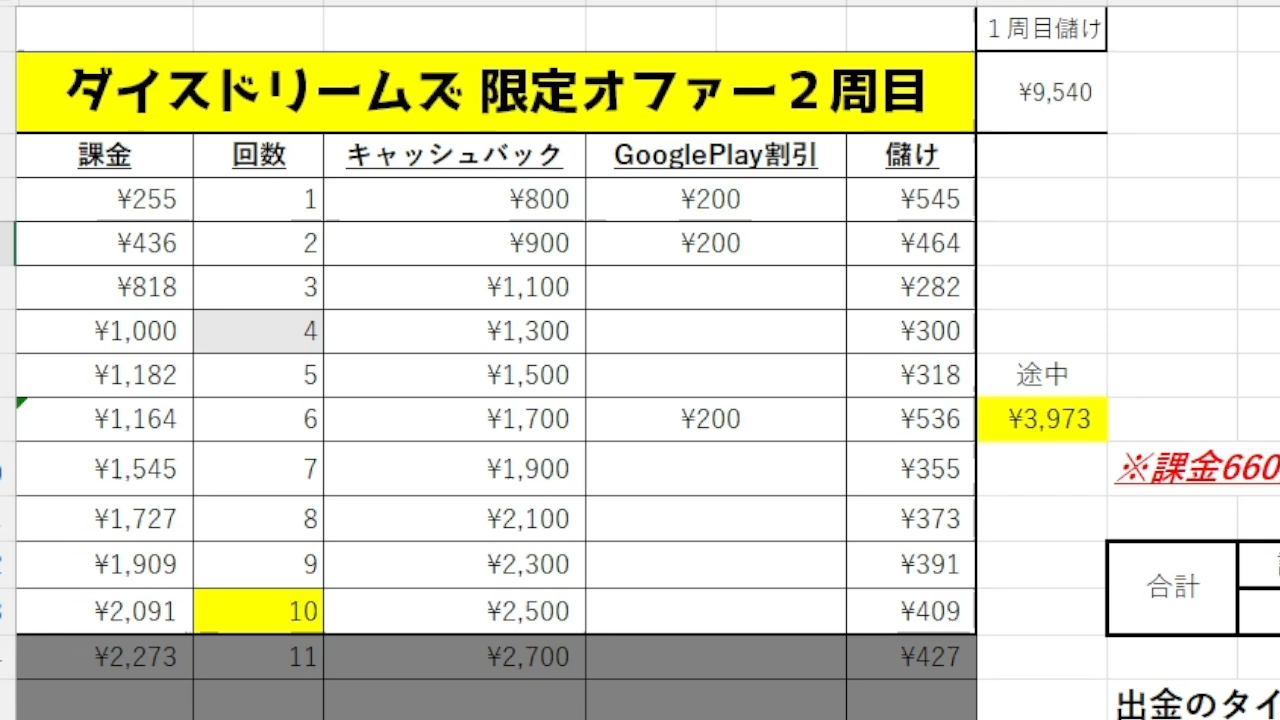 １周目儲け
ダイスドリームズ 限定オファー２周目 ¥9,540
課金 回数 キャッシュバック GooglePlay割引 儲け
¥255 1 ¥800 ¥200 ¥545
¥436 2 ¥900 ¥200 ¥464
¥818 3 ¥1,100 ¥282
¥1,000 4 ¥1,300 ¥300
¥1,182 5 ¥1,500 ¥318 途中
¥1,164 6 ¥1,700 ¥200 ¥536 ¥3,973
¥1,545 7 ¥1,900 ¥355 ※課金660
¥1,727 8 ¥2,100 ¥373
¥1,909 9 ¥2,300 ¥391
合計
¥2,091 10 ¥2,500 ¥409
¥2,273 11 ¥2,700 ¥427
出金のタイ